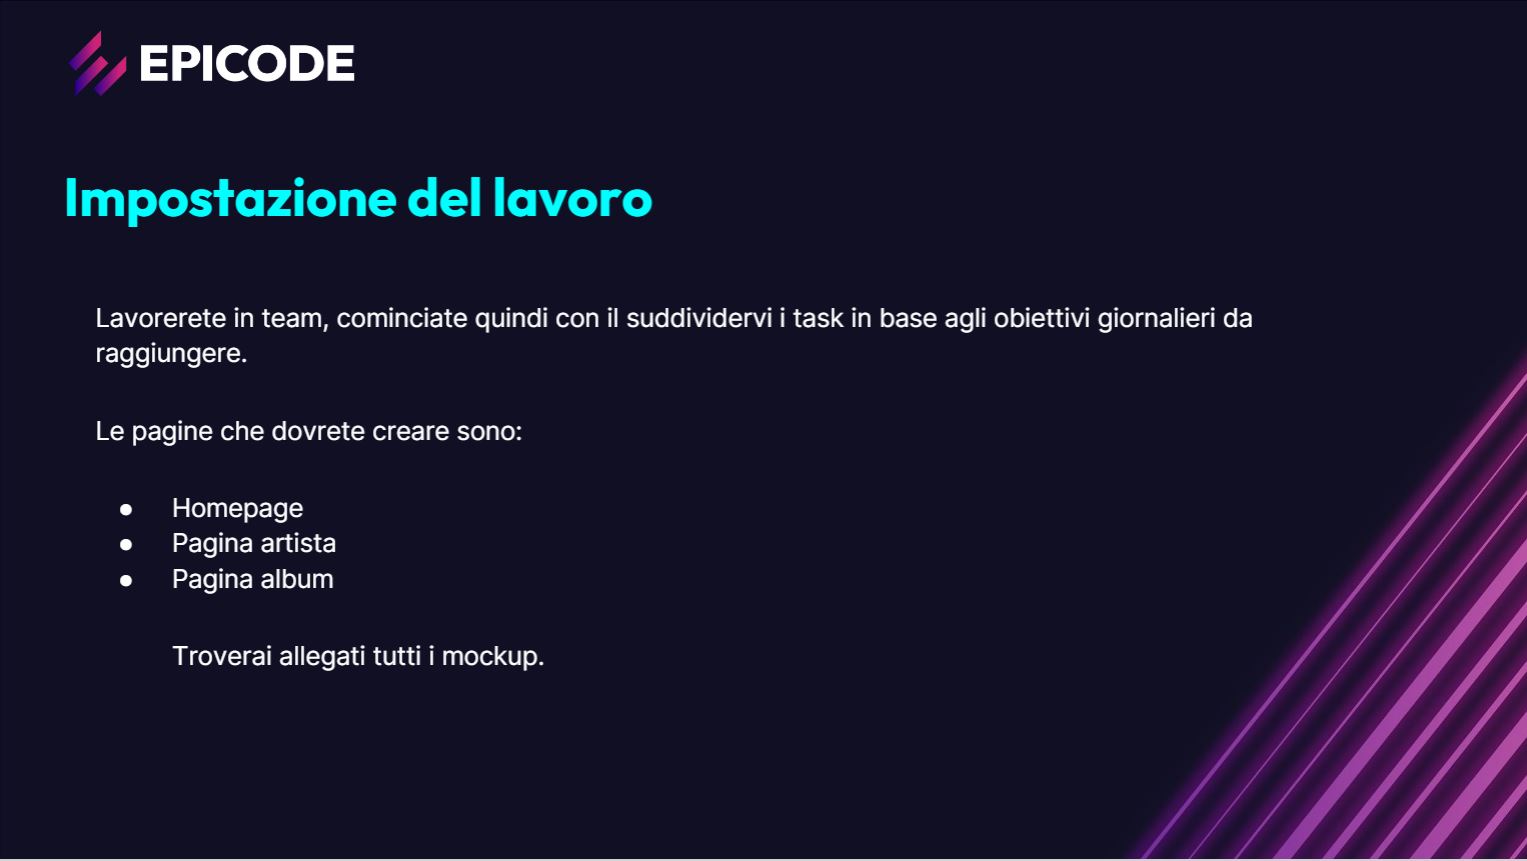 EPICODE
Impostazione del lavoro
Lavorerete in team, cominciate quindi con il suddividervi i task in base agli obiettivi giornalieri da
raggiungere.
Le pagine che dovrete creare sono:
● Homepage
● Pagina artista
● Pagina album
Troverai allegati tutti i mockup.